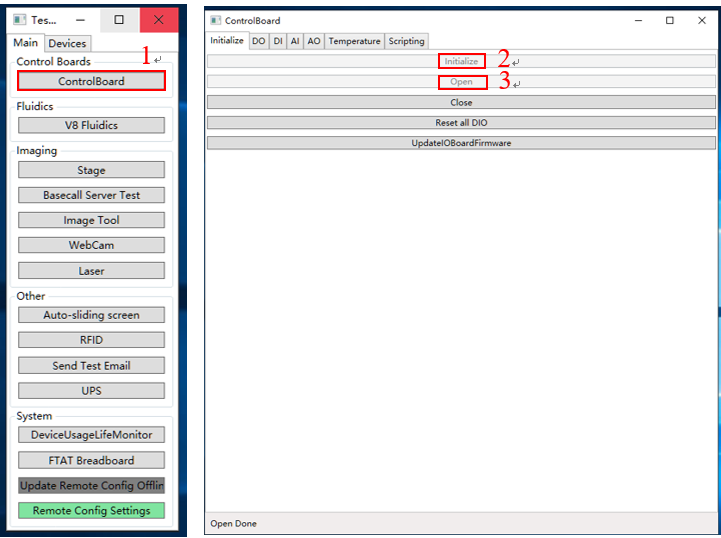 Tes...
Main Devices
1
Control Boards
ControlBoard
Fluidics
V8 Fluidics
Imaging
Stage
Basecall Server Test
Image Tool
WebCam
Laser
Other
Auto-sliding screen
RFID
Send Test Email
UPS
System
DeviceUsageLifeMonitor
FTAT Breadboard
Update Remote Config Offlin
Remote Config Settings
ControlBoard
Initialize DO DI AI AO Temperature Scripting
Initialize 2
Open 3
Close
Reset all DIO
UpdateIOBoardFirmware
Open Done